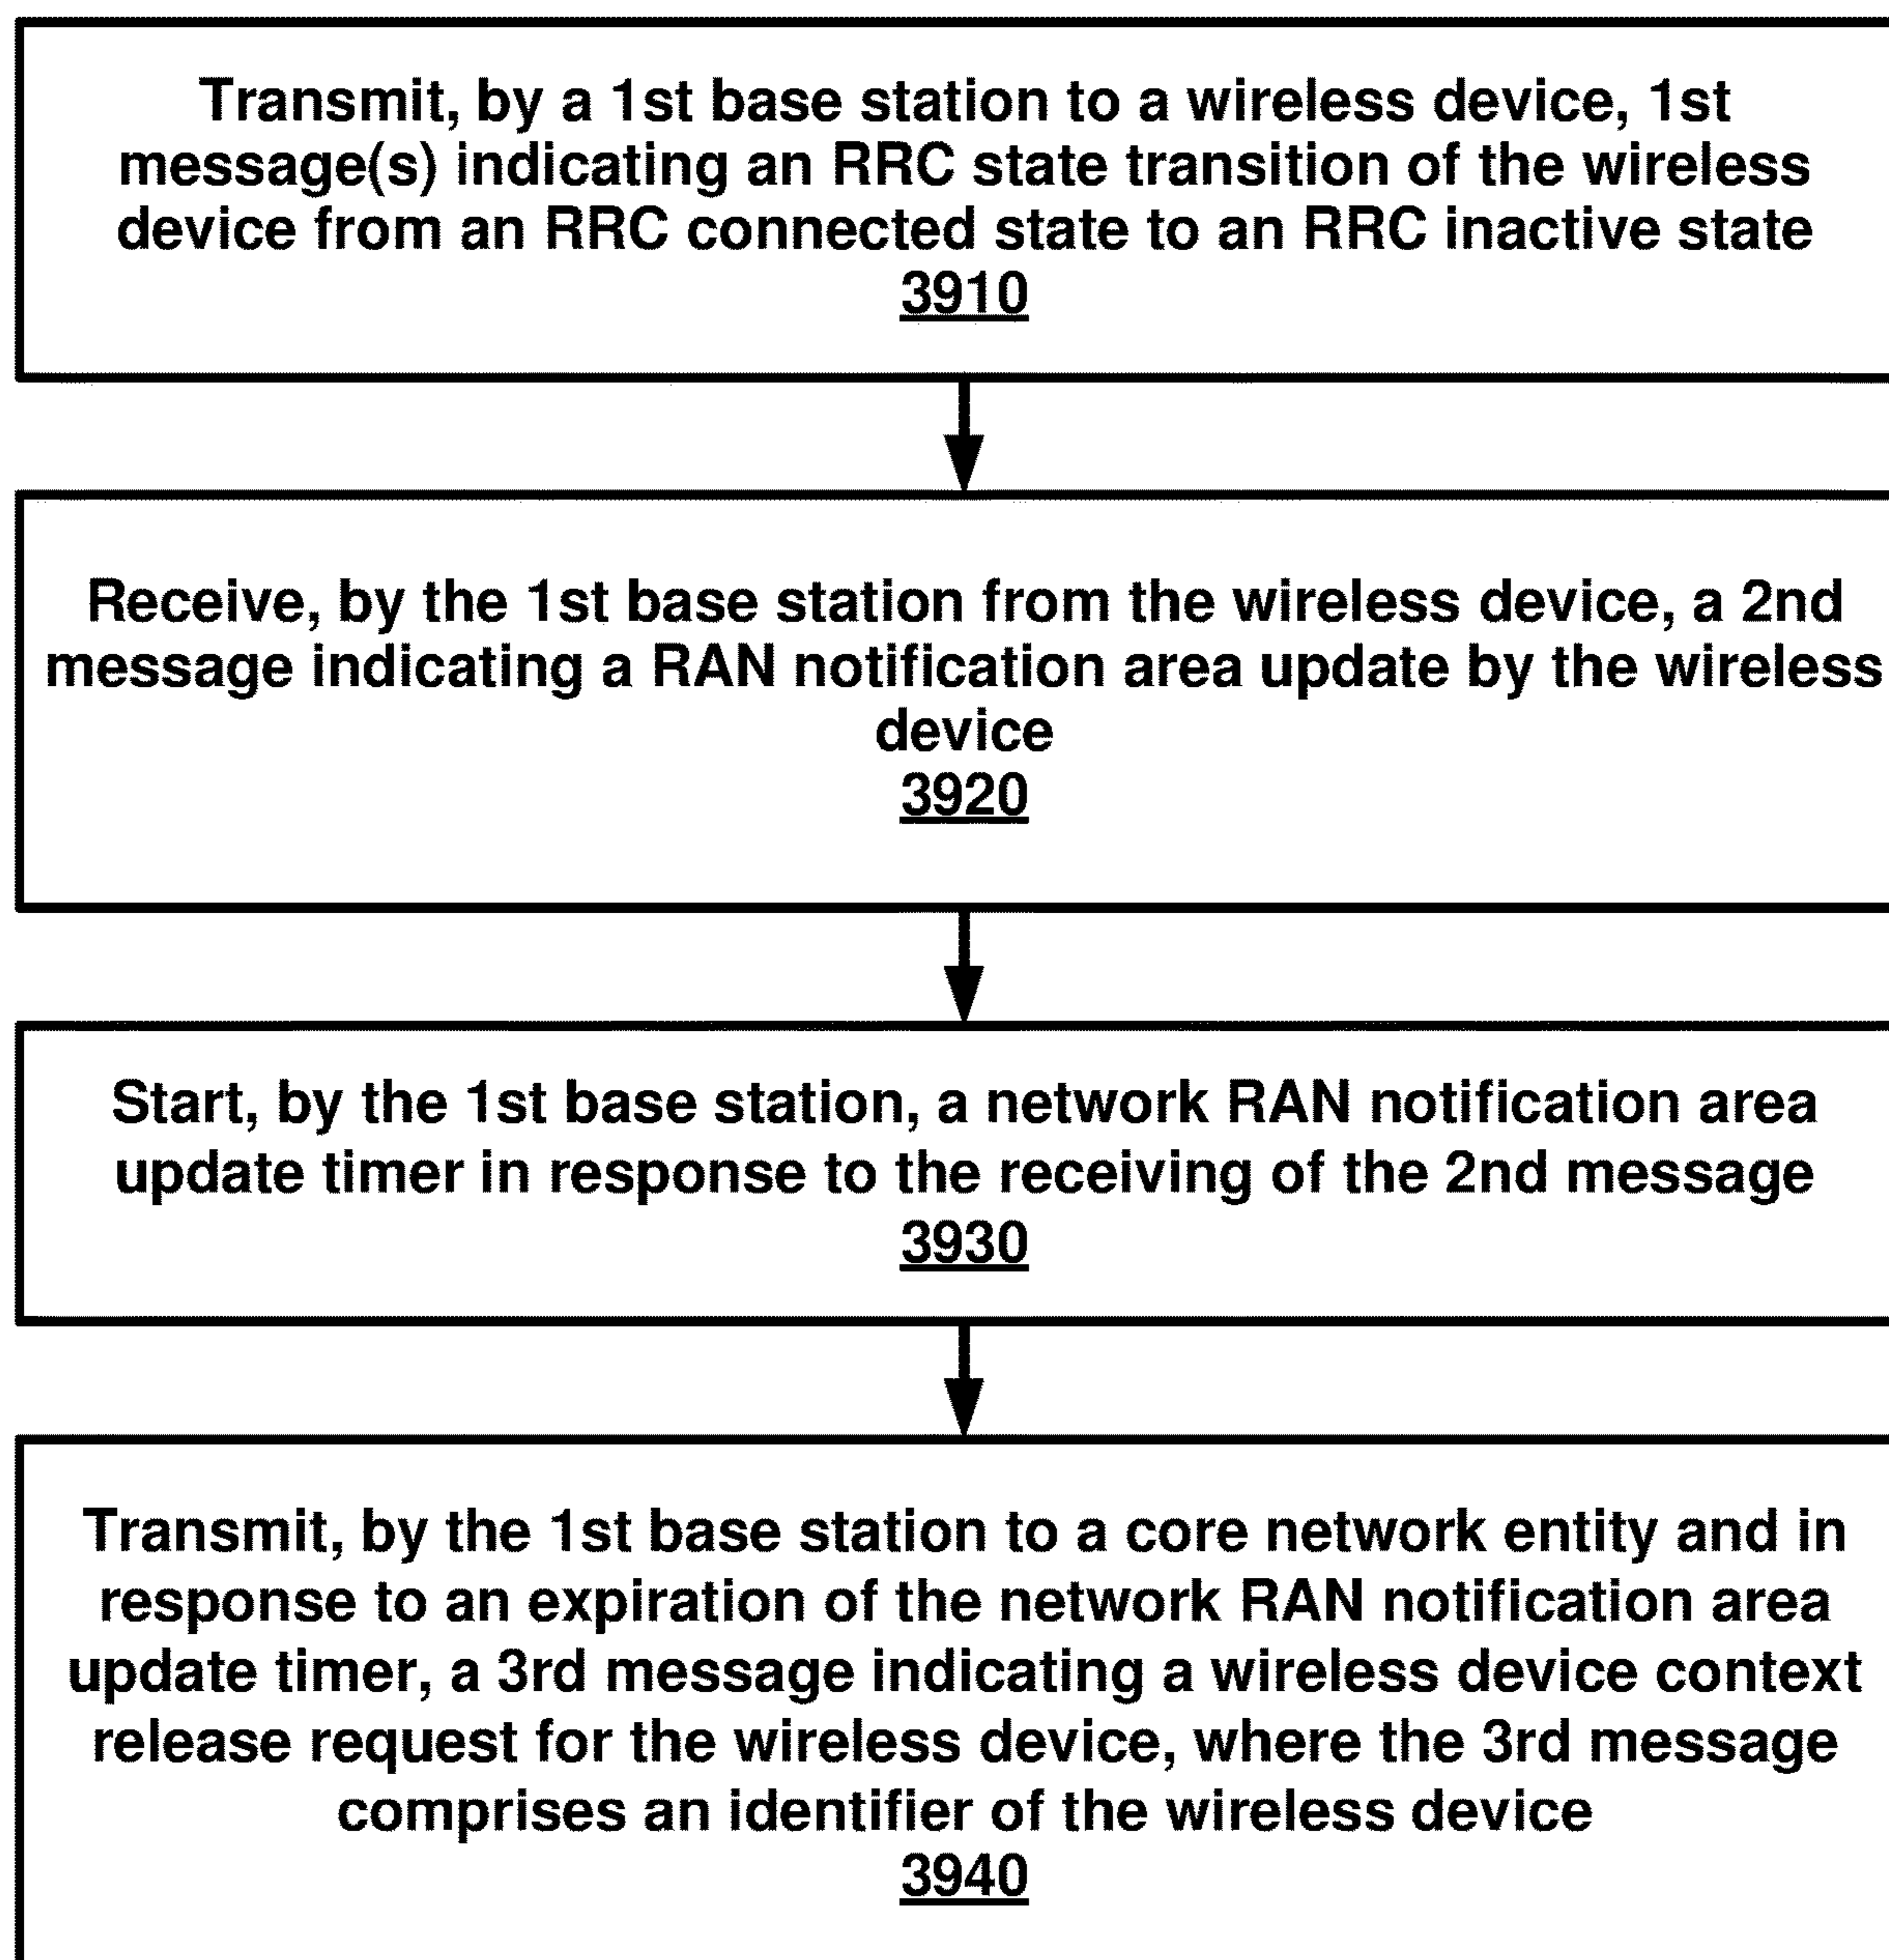 Transmit, by a 1st base station to a wireless device, 1st
message(s) indicating an RRC state transition of the wireless
device from an RRC connected state to an RRC inactive state
3910
Receive, by the 1st base station from the wireless device, a 2nd
message indicating a RAN notification area update by the wireless
device
3920
Start, by the 1st base station, a network RAN notification area
update timer in response to the receiving of the 2nd message
3930
Transmit, by the 1st base station to a core network entity and in
response to an expiration of the network RAN notification area
update timer, a 3rd message indicating a wireless device context
release request for the wireless device, where the 3rd message
comprises an identifier of the wireless device
3940